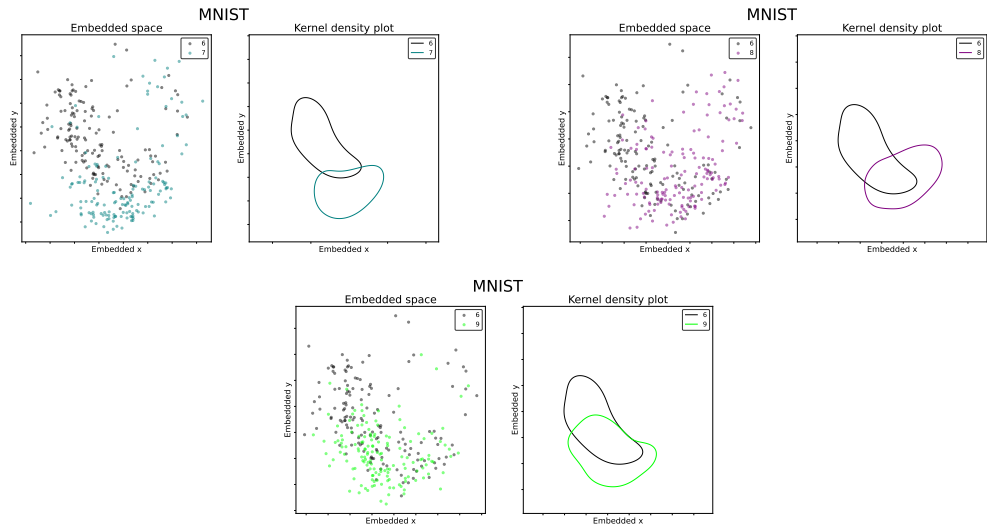 MNIST
Embedded space
Kernel density plot
6
7
6
7
Embeddded y
Embedded y
Embedded x
Embedded x
MNIST
Embedded space
Kernel density plot
6
8
6
8
Embeddded y
Embedded y
Embedded x
Embedded x
MNIST
Embedded space
Kernel density plot
6
9
6
9
Embeddded y
Embedded y
Embedded x
Embedded x